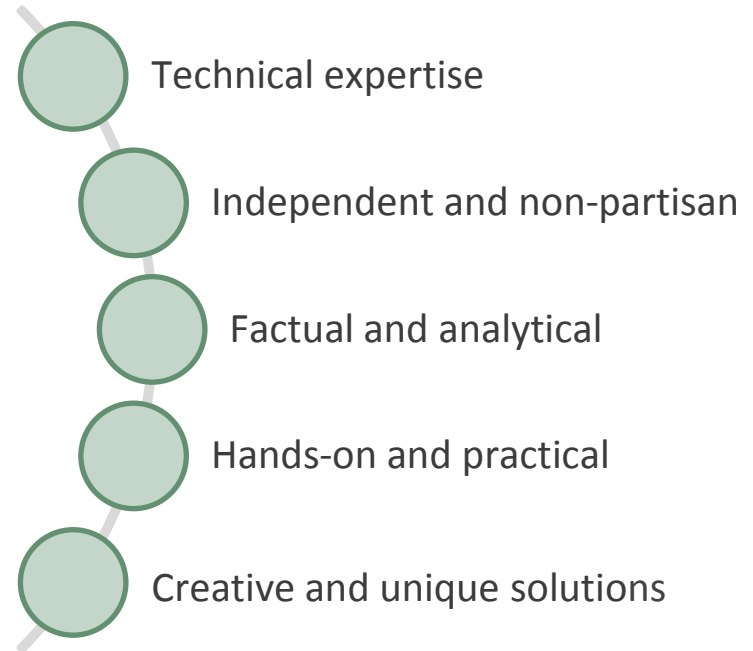 Technical expertise
Independent and non-partisan
Factual and analytical
Hands-on and practical
Creative and unique solutions